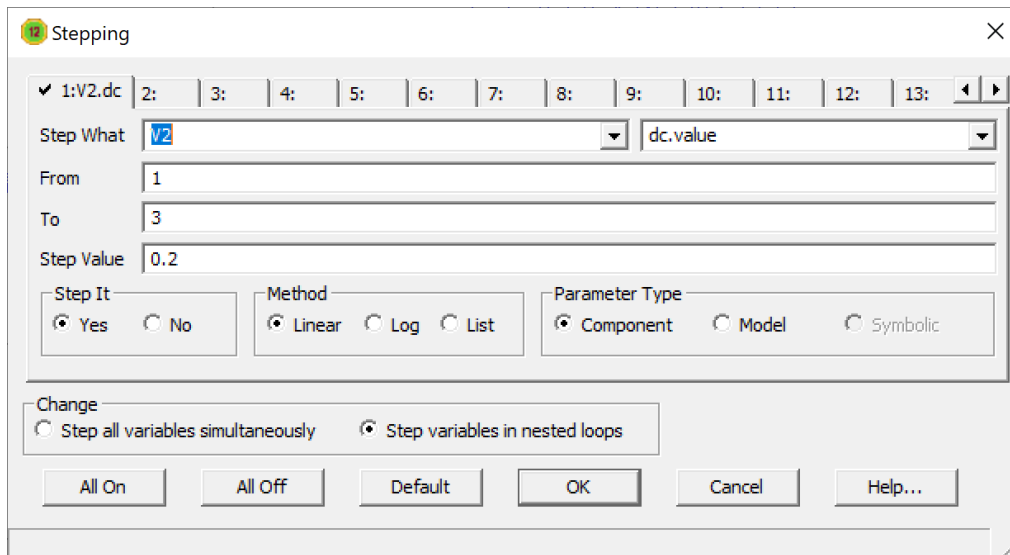 12 Stepping
1:V2.dc 2: 3: 4: 5: 6: 7: 8: 9: 10: 11: 12: 13:
Step What V2 dc.value
From 1
To 3
Step Value 0.2
Step It Method Parameter Type
Yes No Linear Log List Component Model Symbolic
Change
Step all variables simultaneously Step variables in nested loops
All On All Off Default OK Cancel Help...